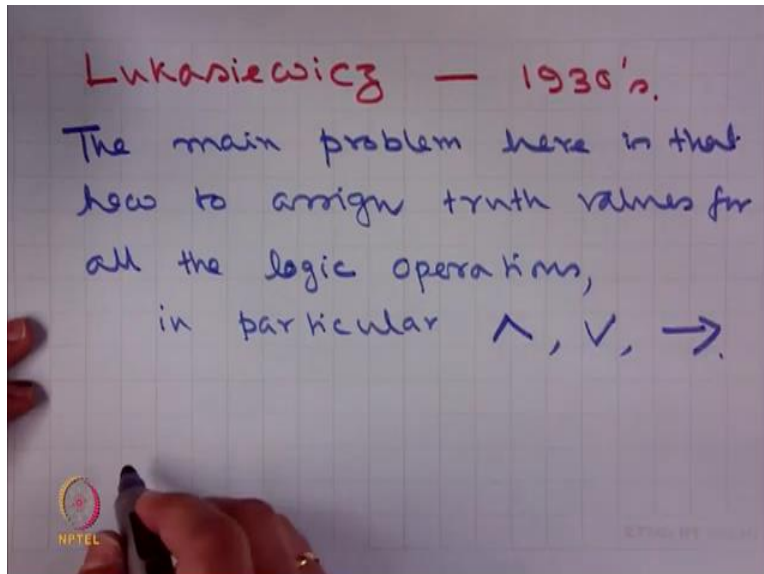 Lukasiewicz — 1930's.
The main problem here is that
how to assign truth values for
all the logic operations,
in particular ∧, ∨, →.
NPTEL